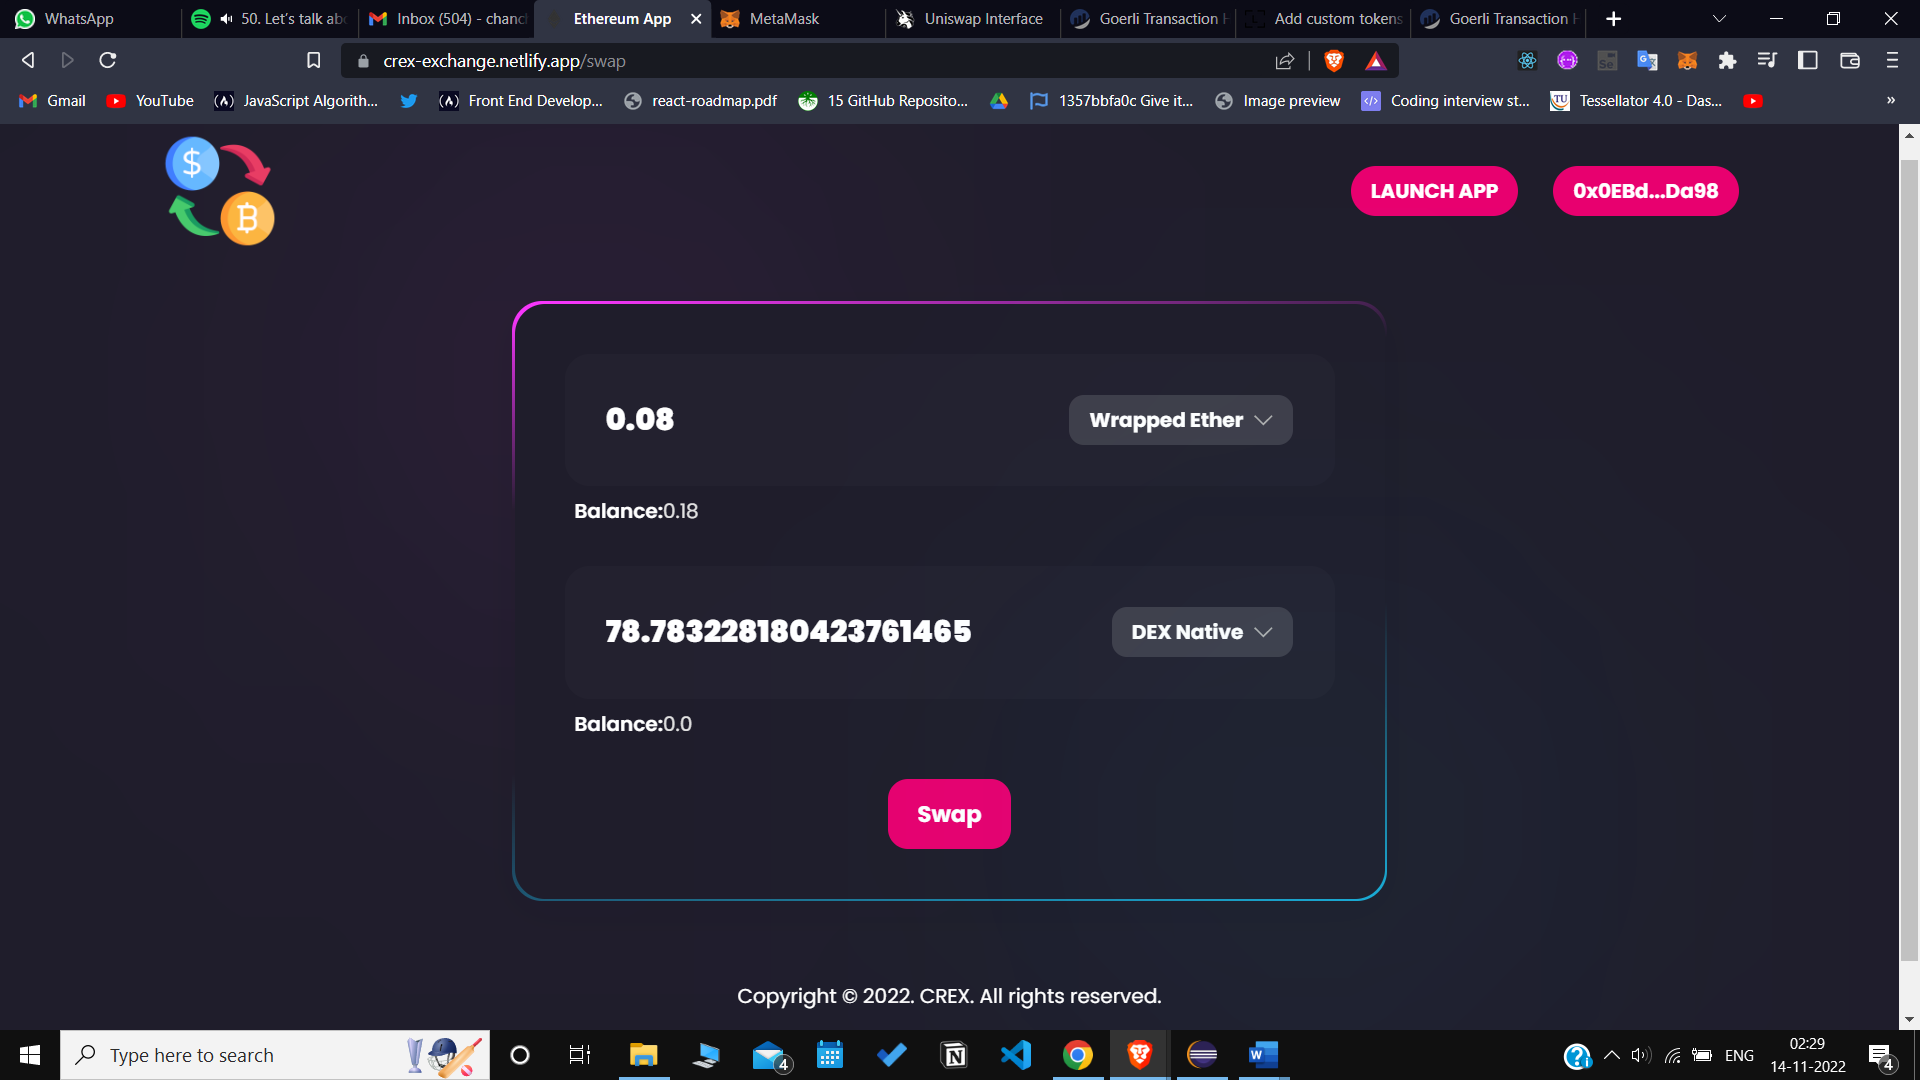 WhatsApp
50. Let's talk abo
Inbox (504) - chanc
Ethereum App
MetaMask
Uniswap Interface
Goerli Transaction H
Add custom tokens
Goerli Transaction H
crex-exchange.netlify.app/swap
Gmail
YouTube
JavaScript Algorith...
Front End Develop...
react-roadmap.pdf
15 GitHub Reposito...
1357bbfa0c Give it...
Image preview
Coding interview st...
TU
Tessellator 4.0 - Das...
»
LAUNCH APP
0x0EBd...Da98
0.08
Wrapped Ether
Balance:0.18
78.783228180423761465
DEX Native
Balance:0.0
Swap
Copyright © 2022. CREX. All rights reserved.
Type here to search
4
ENG
02:29
14-11-2022
4